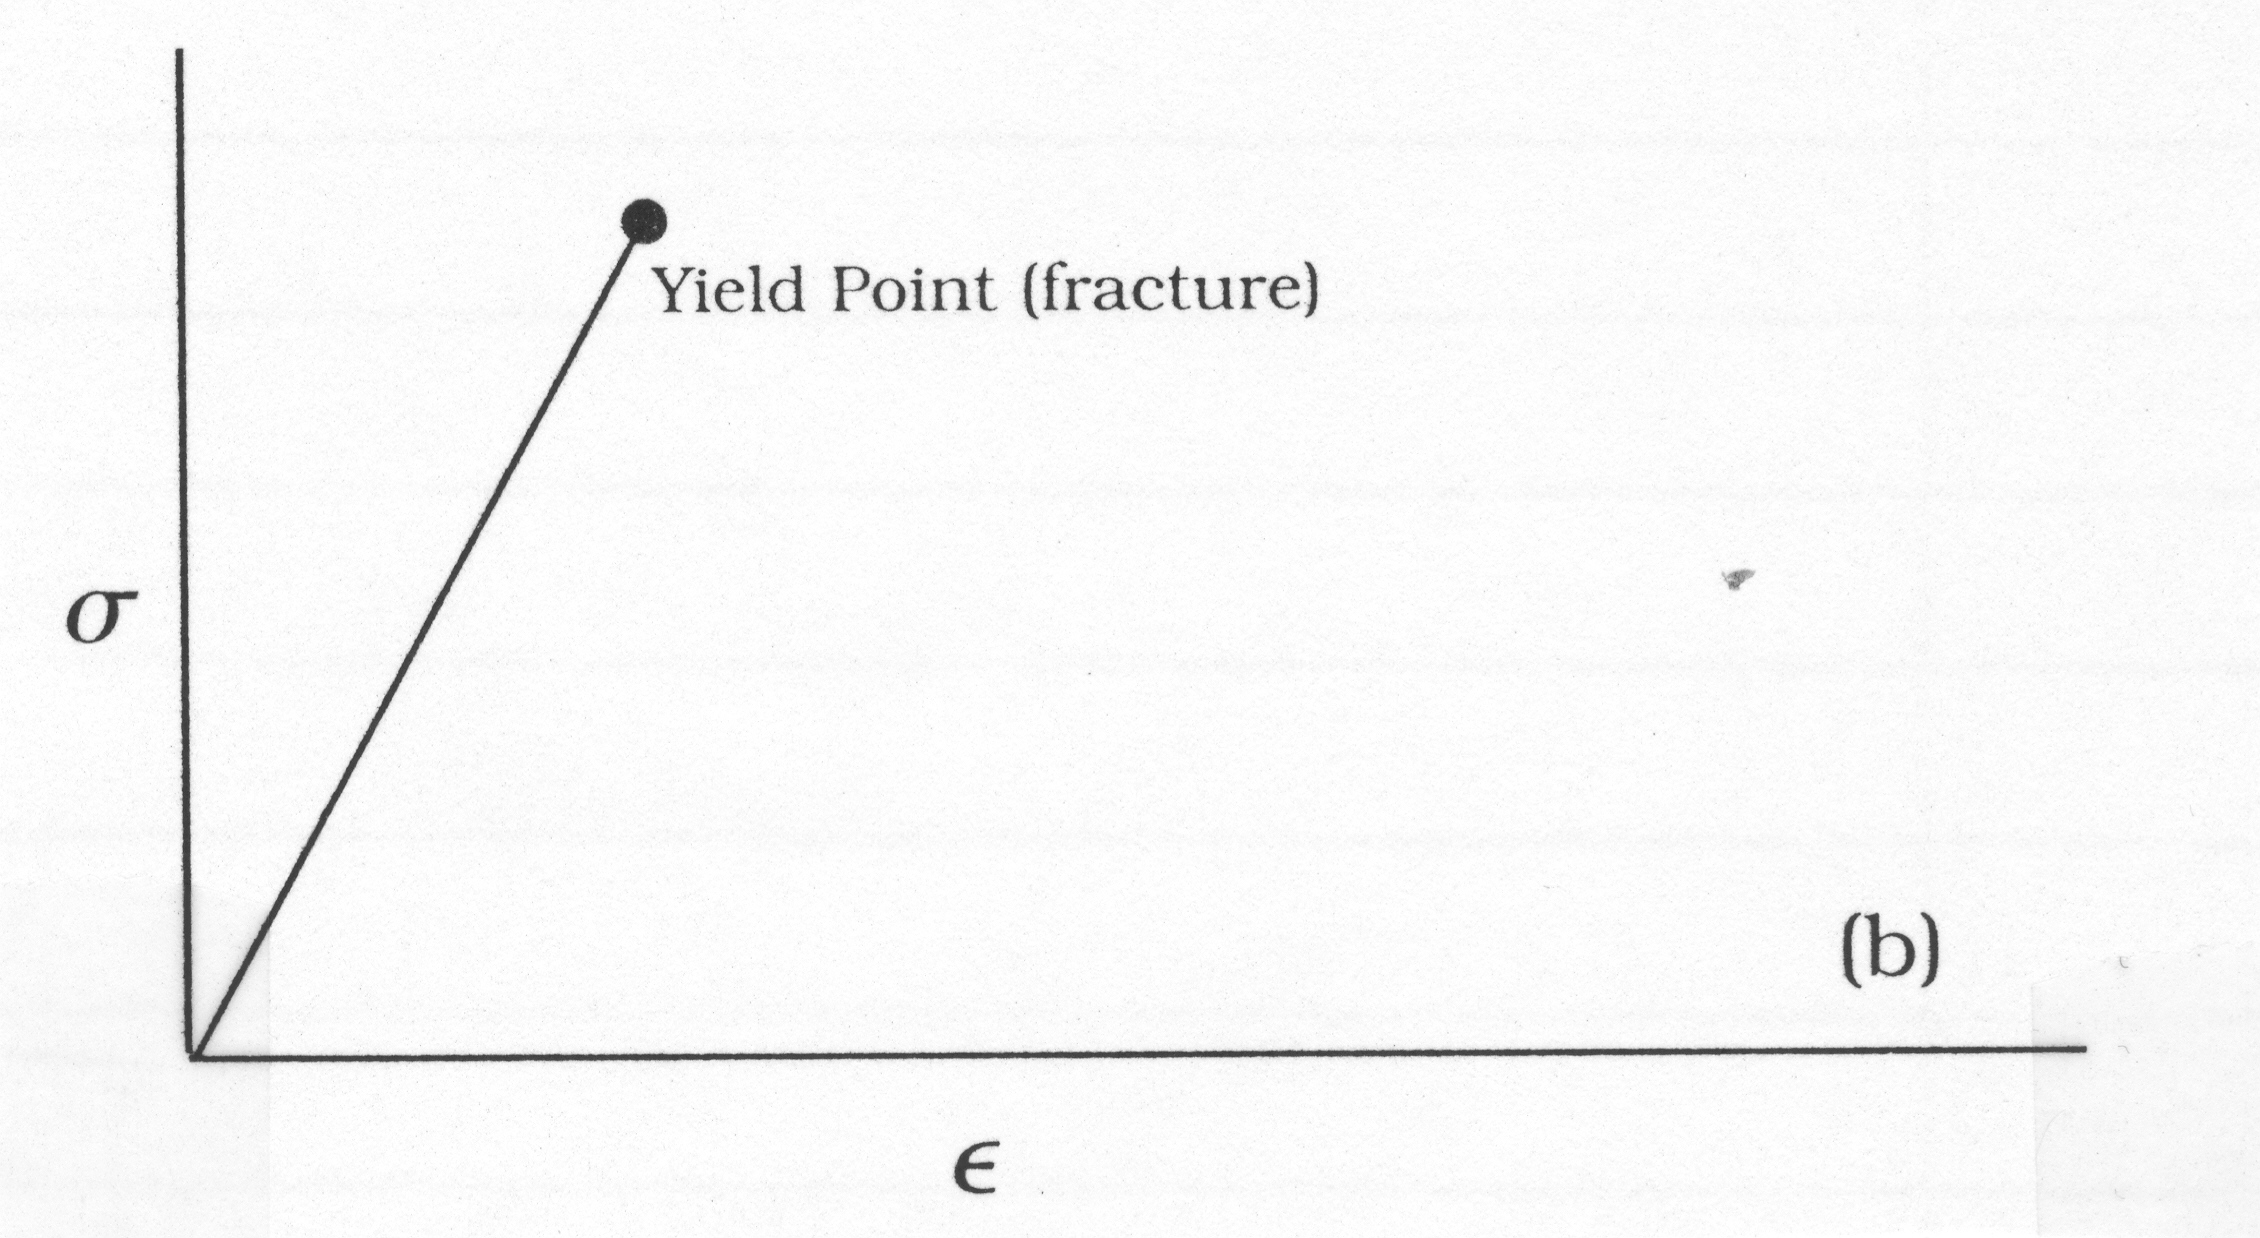 Yield Point (fracture)
σ
(b)
ϵ